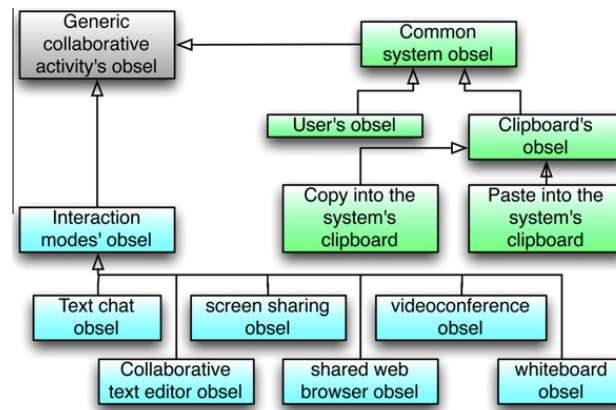 Generic
collaborative
activity's obsel
Common
system obsel
User's obsel
Clipboard's
obsel
Copy into the
system's
clipboard
Paste into the
system's
clipboard
Interaction
modes' obsel
Text chat
obsel
screen sharing
obsel
videoconference
obsel
Collaborative
text editor obsel
shared web
browser obsel
whiteboard
obsel